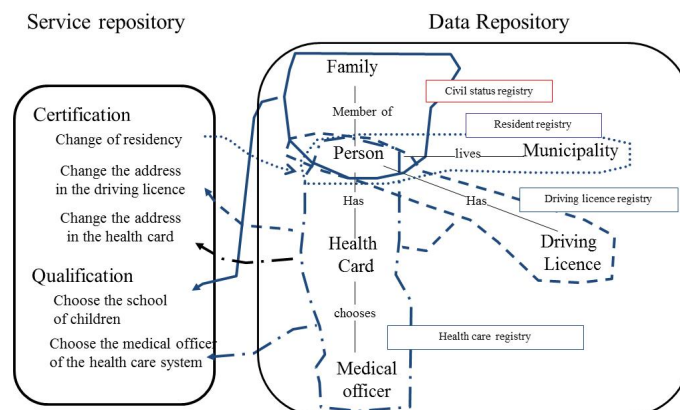 Service repository
Data Repository
Family
Civil status registry
Certification
Member of
Resident registry
Change of residency
Person
lives
Municipality
Change the address
in the driving licence
Has
Has
Driving licence registry
Change the address
in the health card
Health
Card
Driving
Licence
Qualification
Choose the school
of children
chooses
Choose the medical officer
of the health care system
Health care registry
Medical
officer